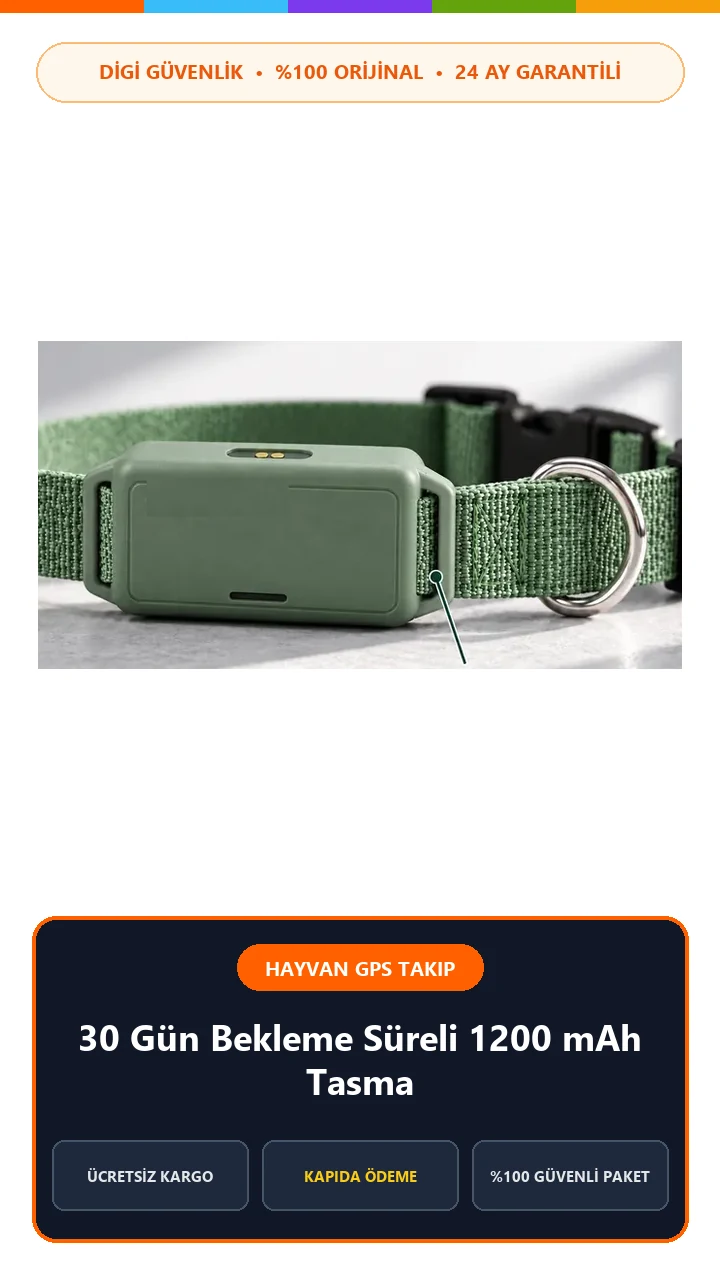 DİGİ GÜVENLİK • %100 ORİJİNAL • 24 AY GARANTİLİ
HAYVAN GPS TAKIP
30 Gün Bekleme Süreli 1200 mAh
Tasma
ÜCRETSİZ KARGO
KAPIDA ÖDEME
%100 GÜVENLİ PAKET